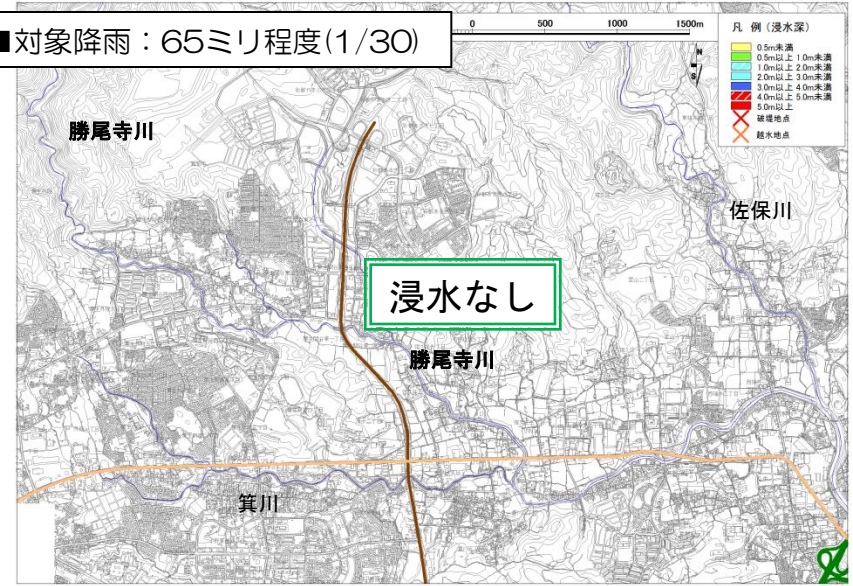 ■対象降雨：65ミリ程度(1/30)
0 500 1000 1500m
N
S
凡 例 (浸水深)
0.5m未満
0.5m以上 1.0m未満
1.0m以上 2.0m未満
2.0m以上 3.0m未満
3.0m以上 4.0m未満
4.0m以上 5.0m未満
5.0m以上
破堤地点
越水地点
勝尾寺川
佐保川
浸水なし
勝尾寺川
箕川